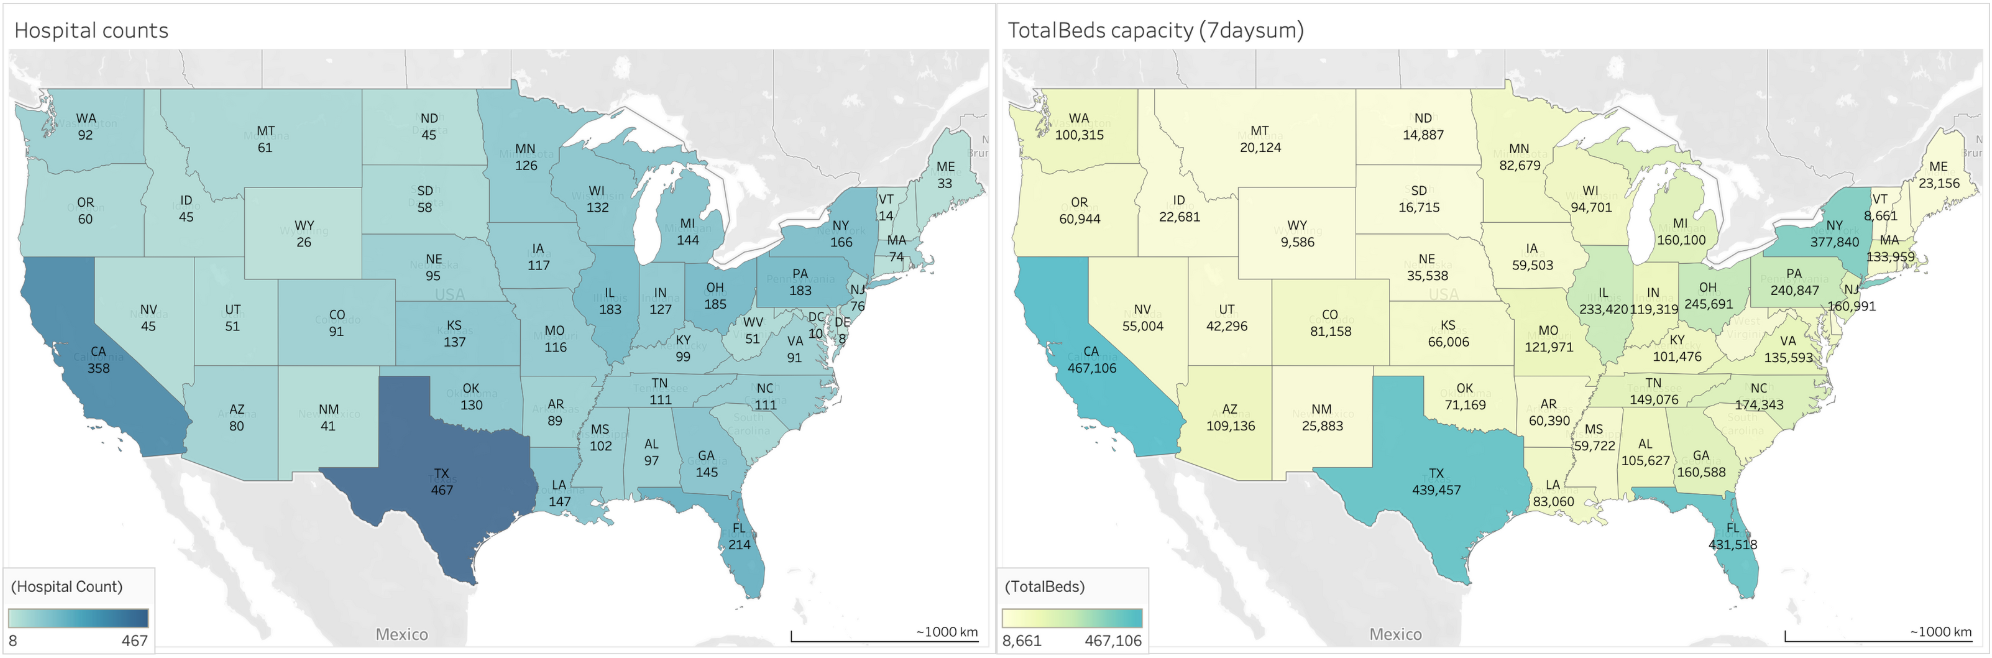 Hospital counts
WA
92
MT
61
ND
45
MN
126
ME
33
OR
60
ID
45
SD
58
WI
132
VT
14
WY
26
MI
144
NY
166
MA
74
NE
95
IA
117
USA
PA
183
NJ
76
NV
45
UT
51
CO
91
KS
137
IL
183
IN
127
OH
185
WV
51
DC
10
DE
8
MO
116
KY
99
VA
91
CA
358
AZ
80
NM
41
OK
130
AR
89
TN
111
NC
111
MS
102
AL
97
GA
145
South
Carolina
TX
467
LA
147
FL
214
(Hospital Count)
8 467
Mexico
~1000 km
TotalBeds capacity (7daysum)
WA
100,315
MT
20,124
ND
14,887
MN
82,679
ME
23,156
OR
60,944
ID
22,681
SD
16,715
WI
94,701
VT
8,661
WY
9,586
MI
160,100
NY
377,840
MA
133,959
NE
35,538
IA
59,503
USA
PA
240,847
NJ
160,991
NV
55,004
UT
42,296
CO
81,158
KS
66,006
IL
233,420
IN
119,319
OH
245,691
West
Virginia
MO
121,971
KY
101,476
VA
135,593
CA
467,106
AZ
109,136
NM
25,883
OK
71,169
AR
60,390
TN
149,076
NC
174,343
MS
59,722
AL
105,627
GA
160,588
South
Carolina
TX
439,457
LA
83,060
FL
431,518
(TotalBeds)
8,661 467,106
Mexico
~1000 km